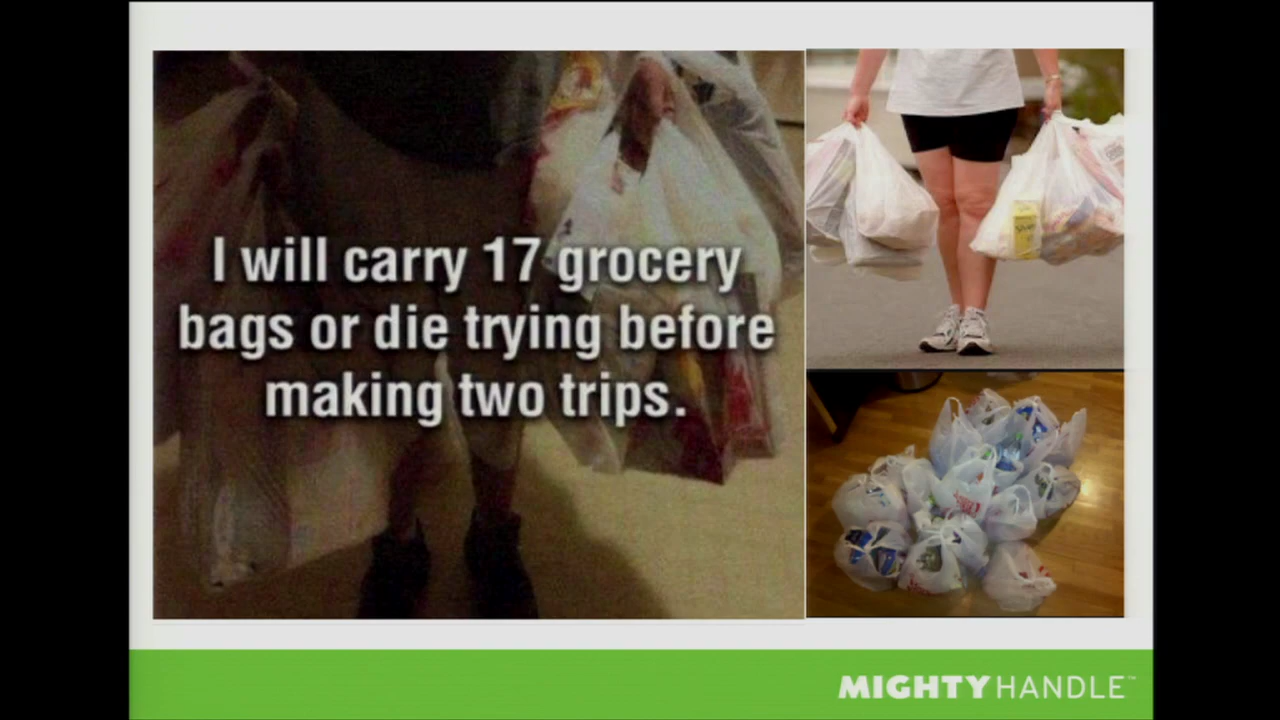 I will carry 17 grocery
bags or die trying before
making two trips.
MIGHTYHANDLE™